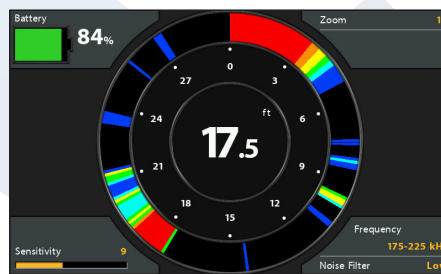 Battery
84%
Zoom
0
3
6
9
12
15
18
21
24
27
ft
17.5
Sensitivity
9
Frequency
175-225 kH
Noise Filter
Low